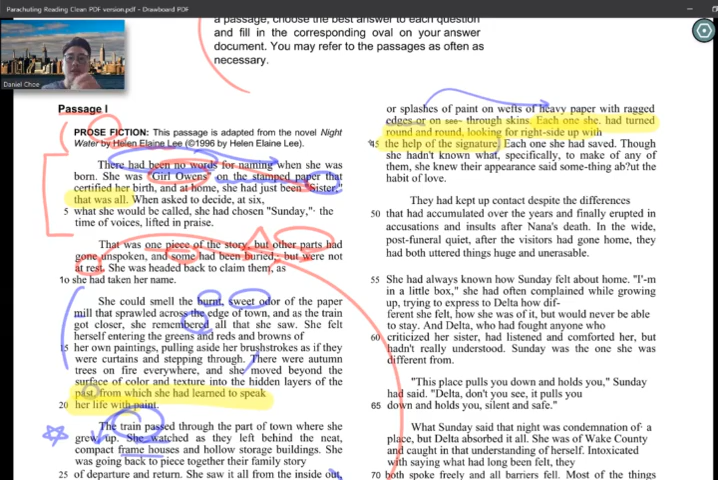 Parachuting Reading Clean PDF version.pdf - Drawboard PDF
Daniel Choe
a passage, choose the best answer to each question
and fill in the corresponding oval on your answer
document. You may refer to the passages as often as
necessary.
Passage I
PROSE FICTION: This passage is adapted from the novel Night
Water by Helen Elaine Lee (©1996 by Helen Elaine Lee).
There had been no words for naming when she was
born. She was "Girl Owens" on the stamped paper that
certified her birth, and at home, she had just been "Sister,"
that was all. When asked to decide, at six,
5 what she would be called, she had chosen "Sunday," the
time of voices, lifted in praise.
That was one piece of the story, but other parts had
gone unspoken, and some had been buried, but were not
at rest. She was headed back to claim them, as
10 she had taken her name.
She could smell the burnt, sweet odor of the paper
mill that sprawled across the edge of town, and as the train
got closer, she remembered all that she saw. She felt
herself entering the greens and reds and browns of
15 her own paintings, pulling aside her brushstrokes as if they
were curtains and stepping through. There were autumn
trees on fire everywhere, and she moved beyond the
surface of color and texture into the hidden layers of the
past, from which she had learned to speak
20 her life with paint.
The train passed through the part of town where she
grew up. She watched as they left behind the neat,
compact frame houses and hollow storage buildings. She
was going back to piece together their family story
25 of departure and return. She saw it all from the inside out,
or splashes of paint on wefts of heavy paper with ragged
edges or on see- through skins. Each one she. had turned
round and round, looking for right-side up with
45 the help of the signature. Each one she had saved. Though
she hadn't known what, specifically, to make of any of
them, she knew their appearance said some-thing ab?ut the
habit of love.
They had kept up contact despite the differences
50 that had accumulated over the years and finally erupted in
accusations and insults after Nana's death. In the wide,
post-funeral quiet, after the visitors had gone home, they
had both uttered things huge and unerasable.
55 She had always known how Sunday felt about home. "I'-m
in a little box," she had often complained while growing
up, trying to express to Delta how dif-
ferent she felt, how she was of it, but would never be able
to stay. And Delta, who had fought anyone who
60 criticized her sister, had listened and comforted her, but
hadn't really understood. Sunday was the one she was
different from.
"This place pulls you down and holds you," Sunday
had said. "Delta, don't you see, it pulls you
65 down and holds you, silent and safe."
What Sunday said that night was condemnation of· a
place, but Delta absorbed it all. She was of Wake County
and caught in that understanding of herself. Intoxicated
with saying what had long been felt, they
70 both spoke freely and all barriers fell. Most of the things